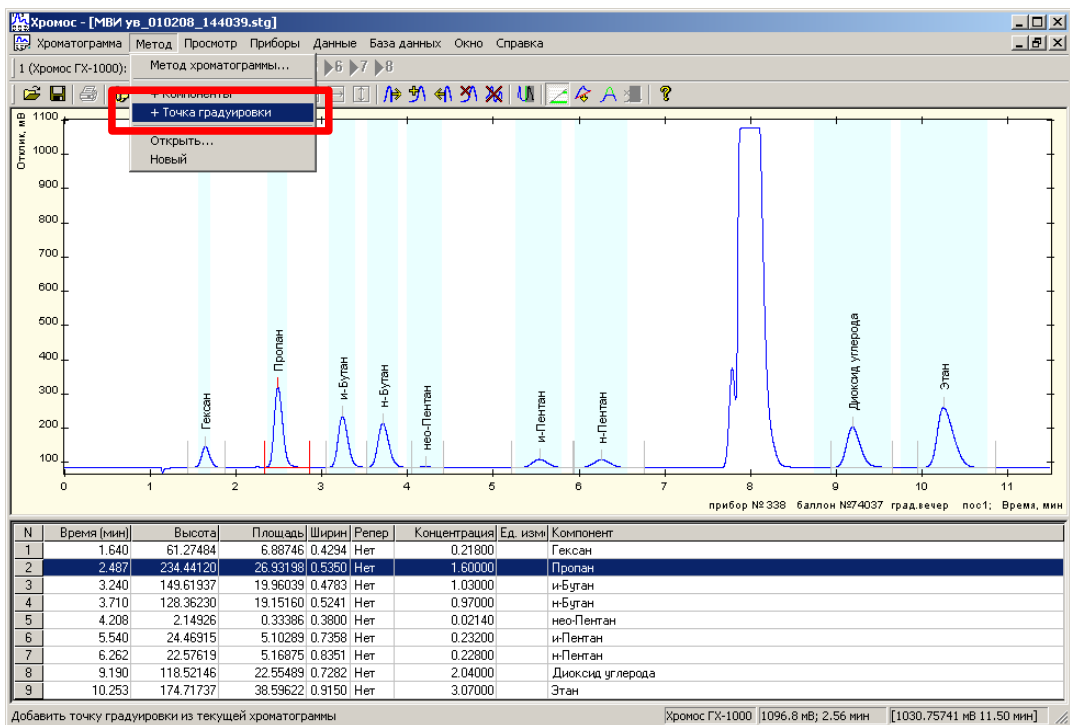 Хромос - [МВИ ув_010208_144039.stg]
Хроматограмма Метод Просмотр Приборы Данные База данных Окно Справка
1 (Хромос ГХ-1000): 6 7 8
Метод хроматограммы...
+ Компоненты
+ Точка градуировки
Открыть...
Новый
Отклик, мВ
1100
1000
900
800
700
600
500
400
300
200
100
Гексан
Пропан
и-Бутан
н-Бутан
нео-Пентан
и-Пентан
н-Пентан
Диоксид углерода
Этан
0 1 2 3 4 5 6 7 8 9 10 11
прибор №338 баллон №74037 град.вечер пос1; Время, мин
N Время (мин) Высота Площадь Ширин Репер Концентрация Ед. изм Компонент
1 1.640 61.27484 6.88746 0.4294 Нет 0.21800 Гексан
2 2.487 234.44120 26.93198 0.5350 Нет 1.60000 Пропан
3 3.240 149.61937 19.96039 0.4783 Нет 1.03000 и-Бутан
4 3.710 128.36230 19.15160 0.5241 Нет 0.97000 н-Бутан
5 4.208 2.14926 0.33386 0.3800 Нет 0.02140 нео-Пентан
6 5.540 24.46915 5.10289 0.7358 Нет 0.23200 и-Пентан
7 6.262 22.57619 5.16875 0.8351 Нет 0.22800 н-Пентан
8 9.190 118.52146 22.55489 0.7282 Нет 2.04000 Диоксид углерода
9 10.253 174.71737 38.59622 0.9150 Нет 3.07000 Этан
Добавить точку градуировки из текущей хроматограммы Хромос ГХ-1000 1096.8 мВ; 2.56 мин [1030.75741 мВ 11.50 мин]